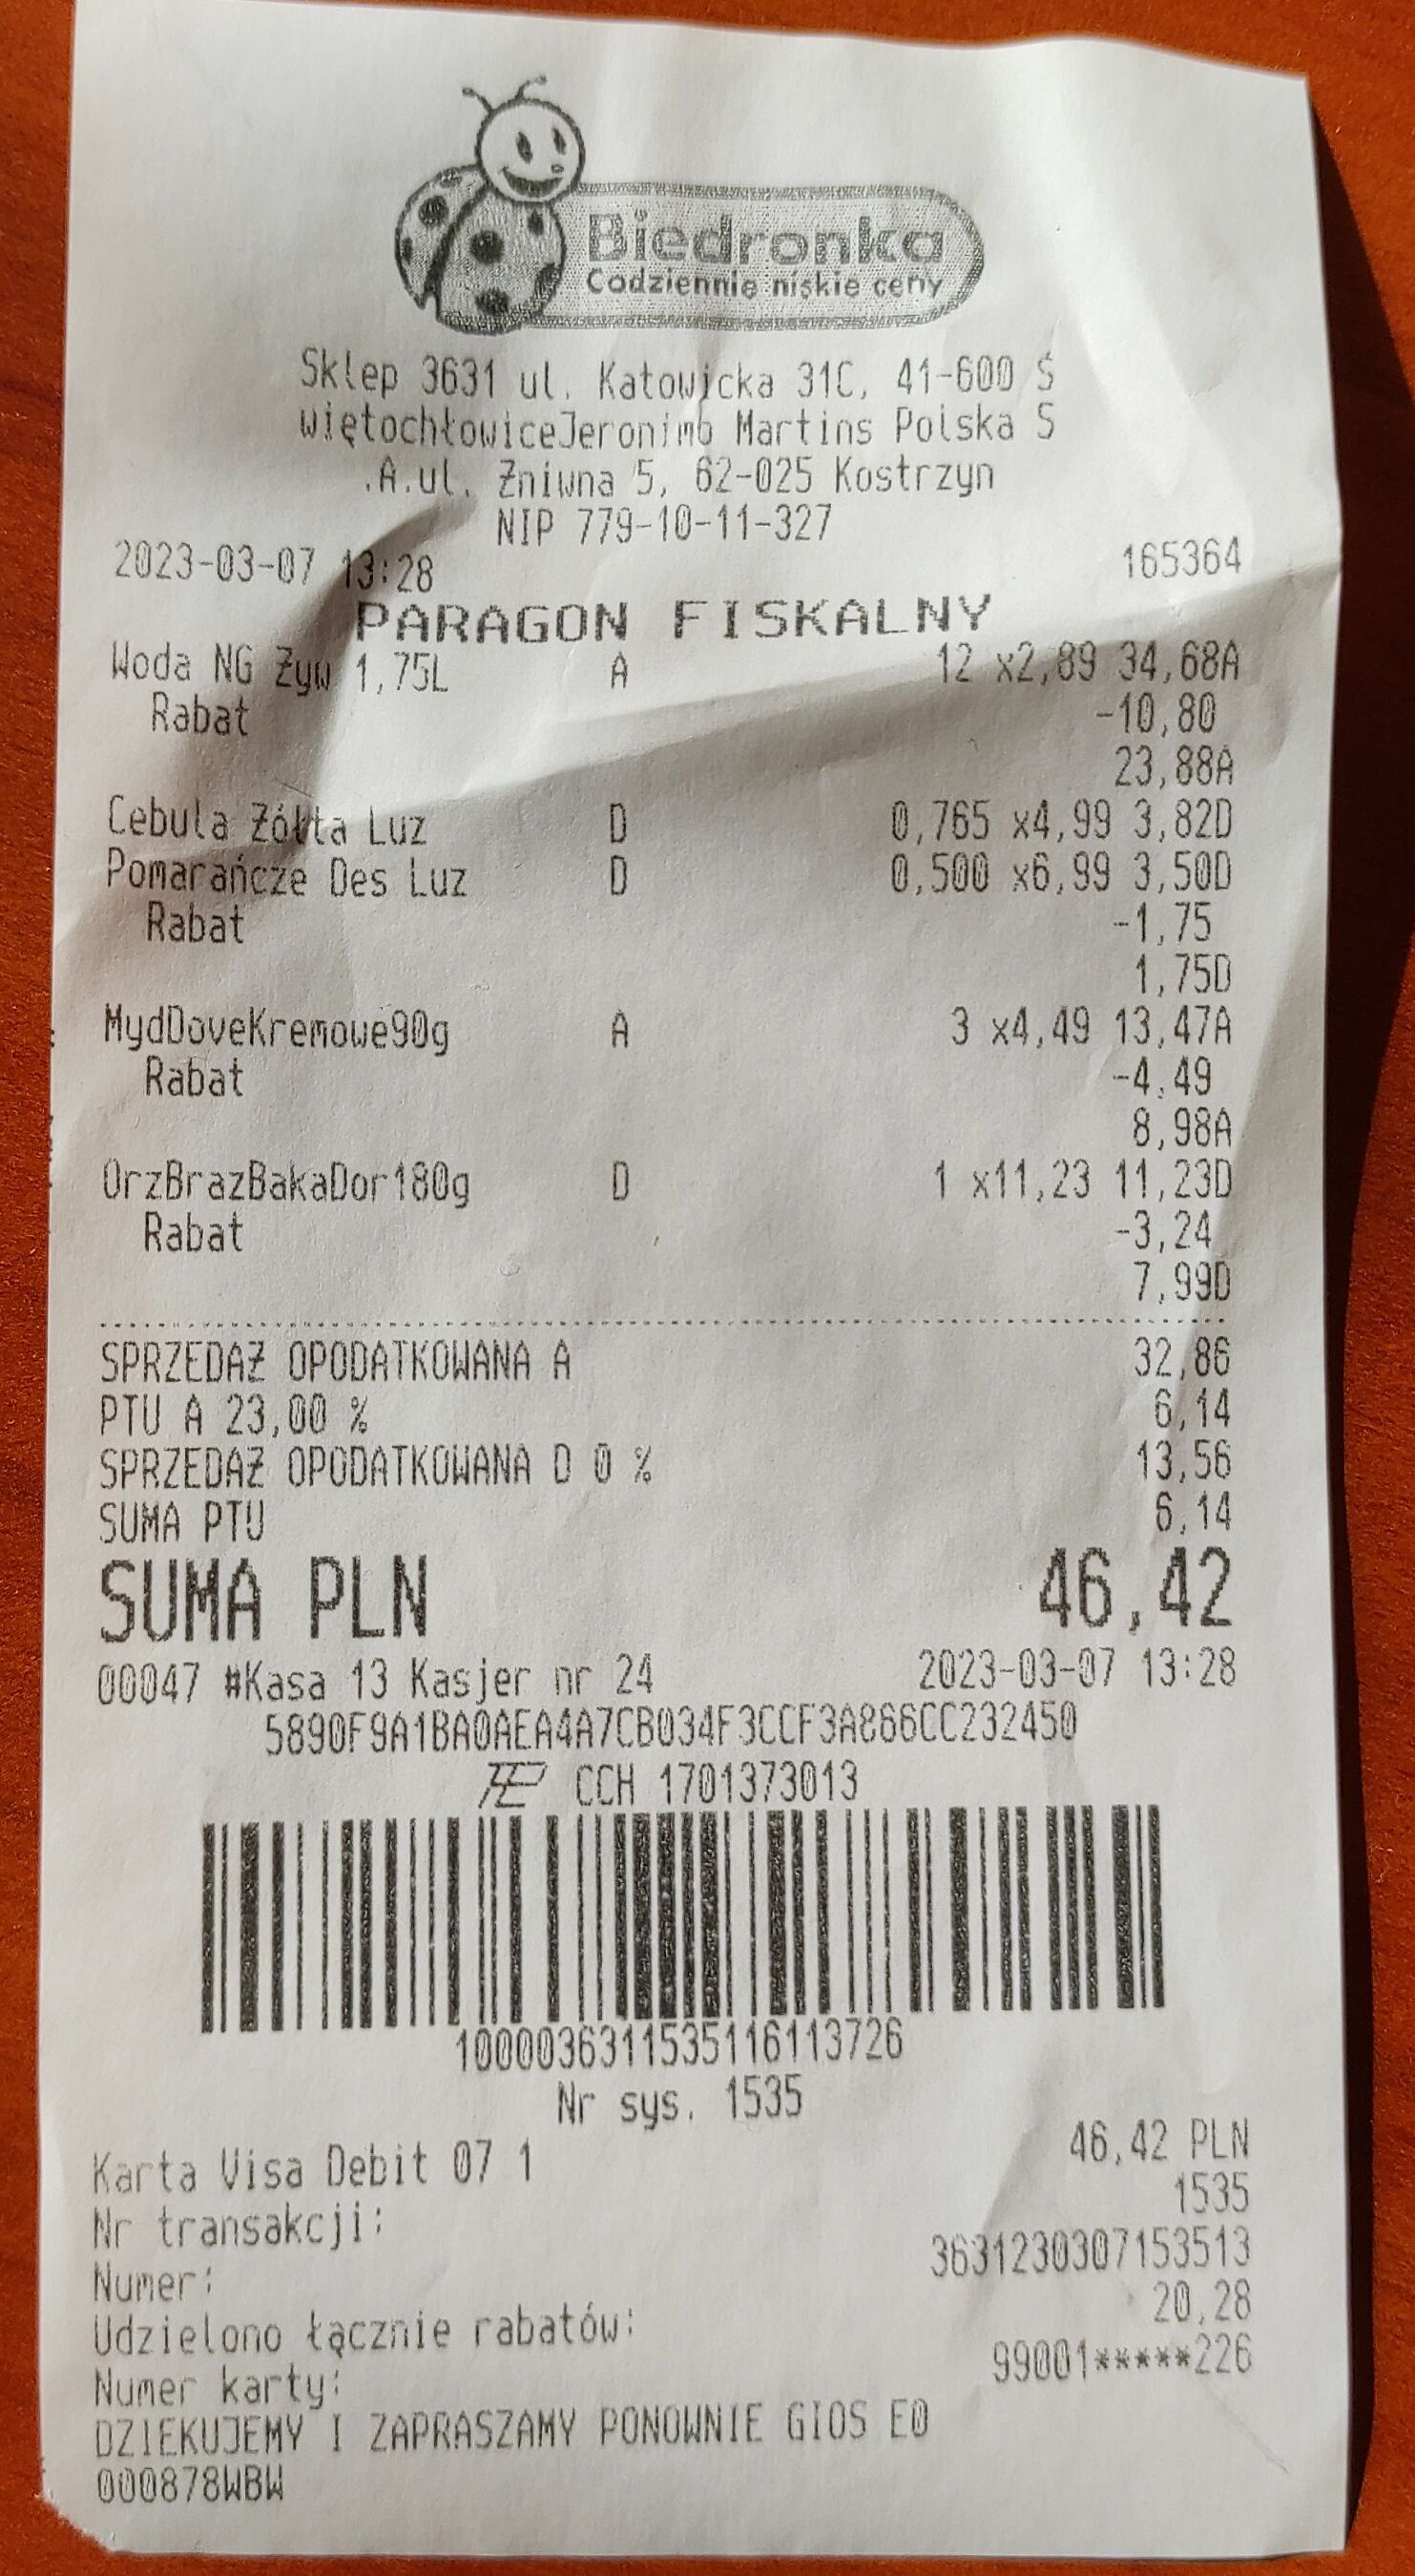 Biedronka
Codziennie niskie ceny
Sklep 3631 ul. Katowicka 31C, 41-600 Ś
więtochłowiceJeronimo Martins Polska S
.A.ul. Żniwna 5, 62-025 Kostrzyn
NIP 779-10-11-327
2023-03-07 13:28 165364
PARAGON FISKALNY
Woda NG Żyw 1,75L A 12 x2,89 34,68A
Rabat -10,80
23,88A
Cebula Żółta Luz D 0,765 x4,99 3,82D
Pomarańcze Des Luz D 0,500 x6,99 3,50D
Rabat -1,75
1,75D
MydDoveKremowe90g A 3 x4,49 13,47A
Rabat -4,49
8,98A
OrzBrazBakaDor180g D 1 x11,23 11,23D
Rabat -3,24
7,99D
SPRZEDAŻ OPODATKOWANA A 32,86
PTU A 23,00 % 6,14
SPRZEDAŻ OPODATKOWANA D 0 % 13,56
SUMA PTU 6,14
SUMA PLN 46,42
00047 #Kasa 13 Kasjer nr 24 2023-03-07 13:28
5890F9A1BA0AEA4A7CB034F3CCF3A866CC232450
CCH 1701373013
1000036311535116113726
Nr sys. 1535
Karta Visa Debit 07 1 46,42 PLN
Nr transakcji: 1535
Numer: 3631230307153513
Udzielono łącznie rabatów: 20,28
Numer karty: 99001*****226
DZIEKUJEMY I ZAPRASZAMY PONOWNIE GIOS E0
000878WBW